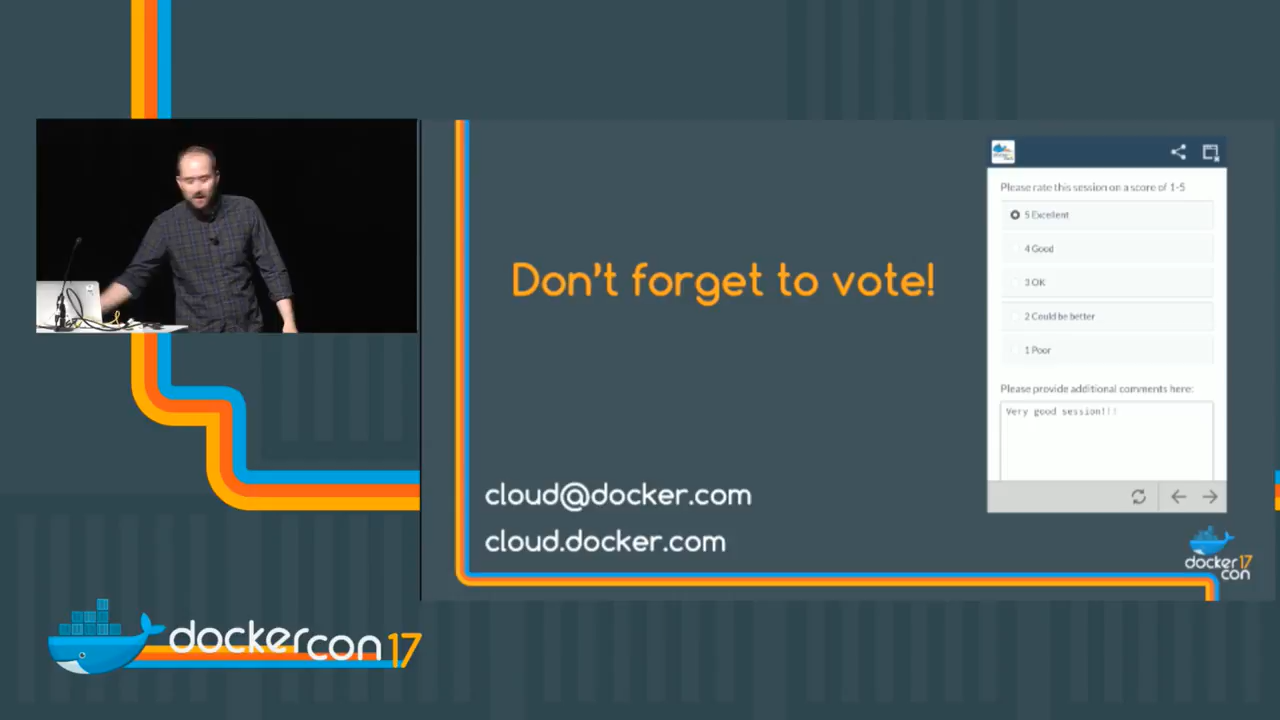 Don't forget to vote!
cloud@docker.com
cloud.docker.com
Please rate this session on a score of 1-5
5 Excellent
4 Good
3 OK
2 Could be better
1 Poor
Please provide additional comments here:
Very good session!!!
docker 17
con
dockercon 17